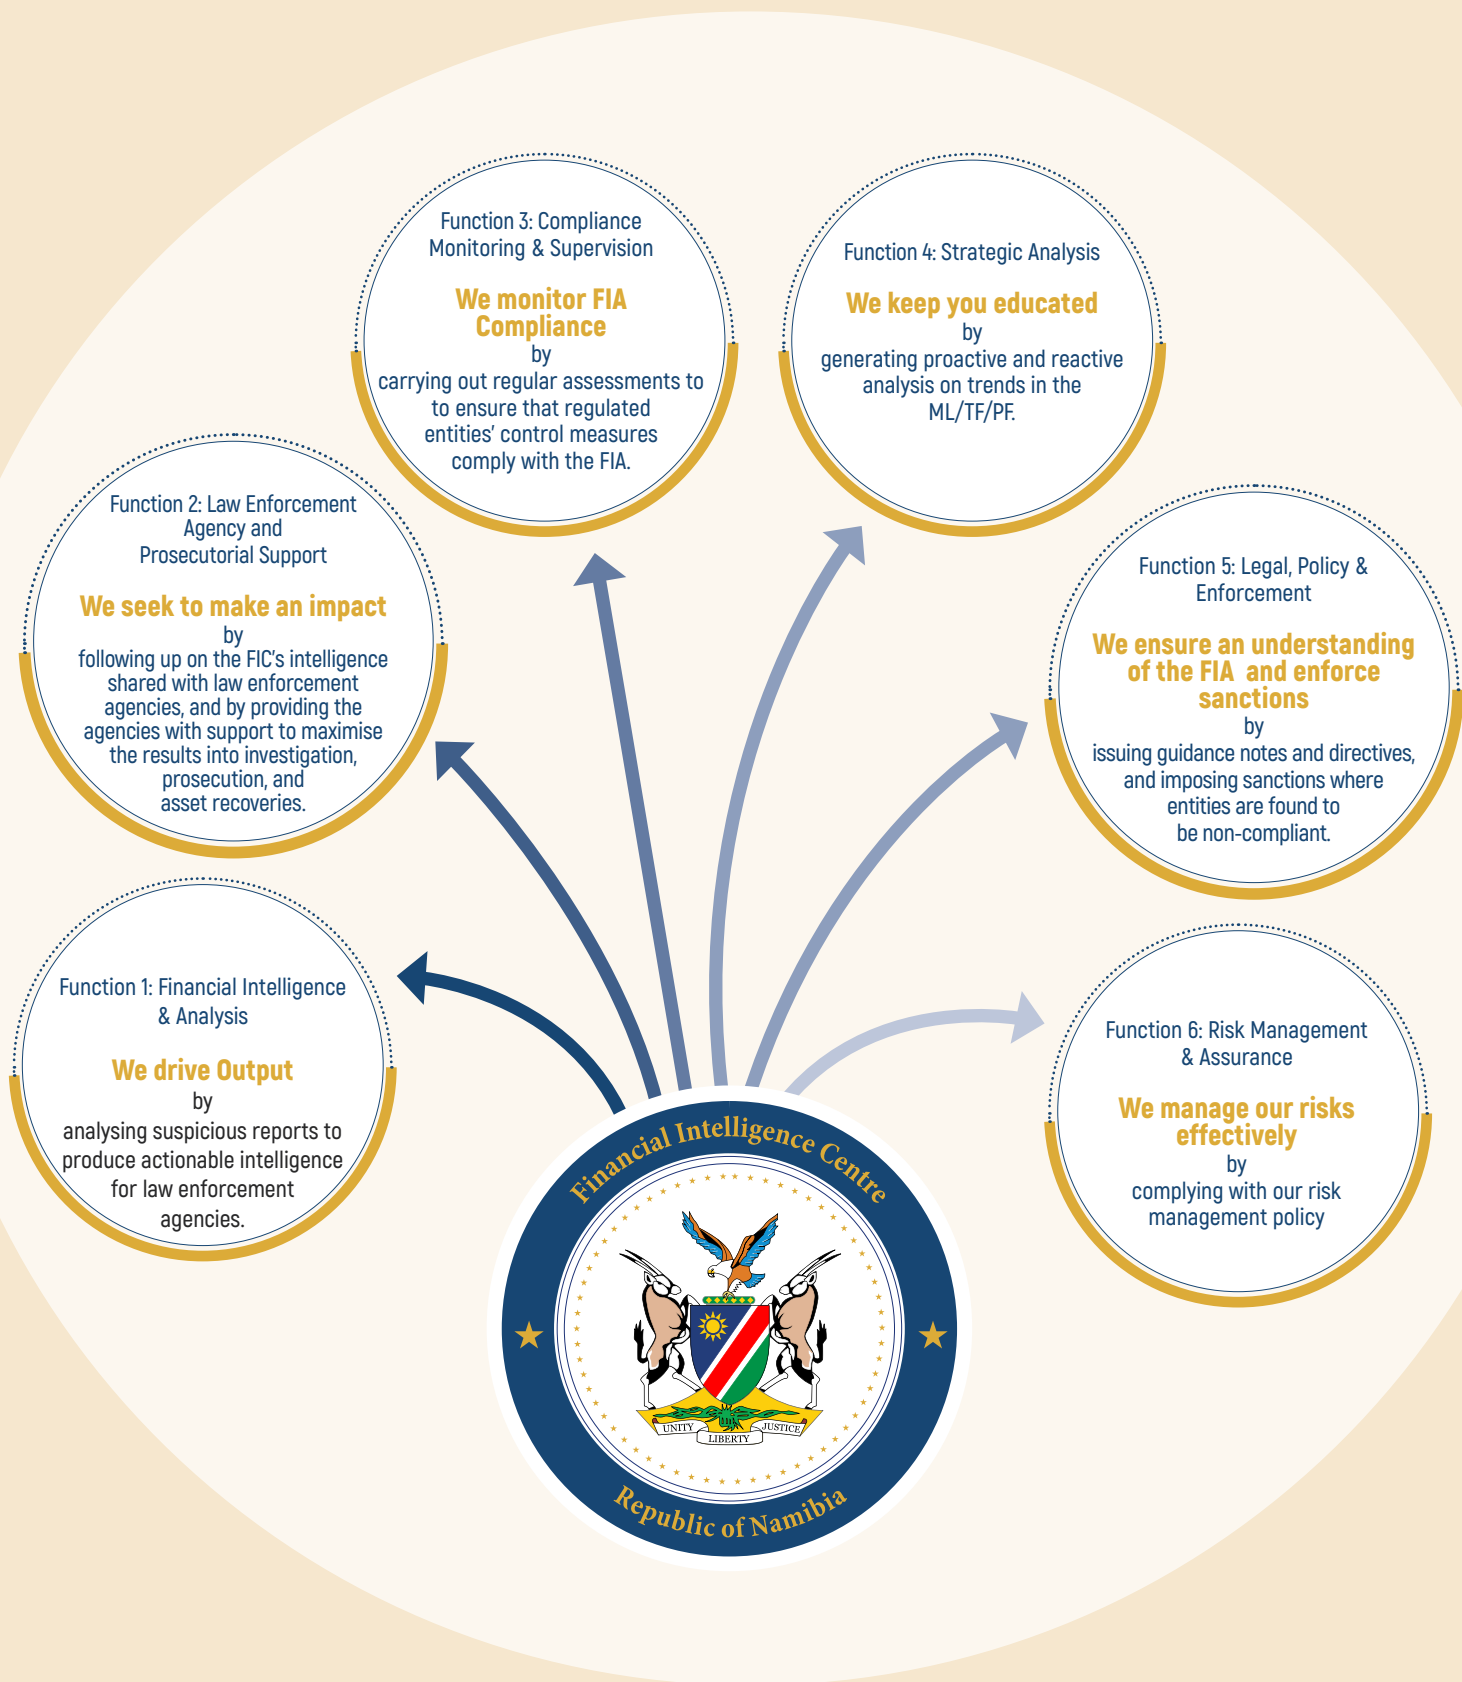 Function 3: Compliance
Monitoring & Supervision
We monitor FIA
Compliance
by
carrying out regular assessments to
to ensure that regulated
entities' control measures
comply with the FIA.
Function 4: Strategic Analysis
We keep you educated
by
generating proactive and reactive
analysis on trends in the
ML/TF/PF.
Function 2: Law Enforcement
Agency and
Prosecutorial Support
We seek to make an impact
by
following up on the FIC's intelligence
shared with law enforcement
agencies, and by providing the
agencies with support to maximise
the results into investigation,
prosecution, and
asset recoveries.
Function 5: Legal, Policy &
Enforcement
We ensure an understanding
of the FIA and enforce
sanctions
by
issuing guidance notes and directives,
and imposing sanctions where
entities are found to
be non-compliant.
Function 1: Financial Intelligence
& Analysis
We drive Output
by
analysing suspicious reports to
produce actionable intelligence
for law enforcement
agencies.
Function 6: Risk Management
& Assurance
We manage our risks
effectively
by
complying with our risk
management policy
Financial Intelligence Centre
UNITY
LIBERTY
JUSTICE
Republic of Namibia